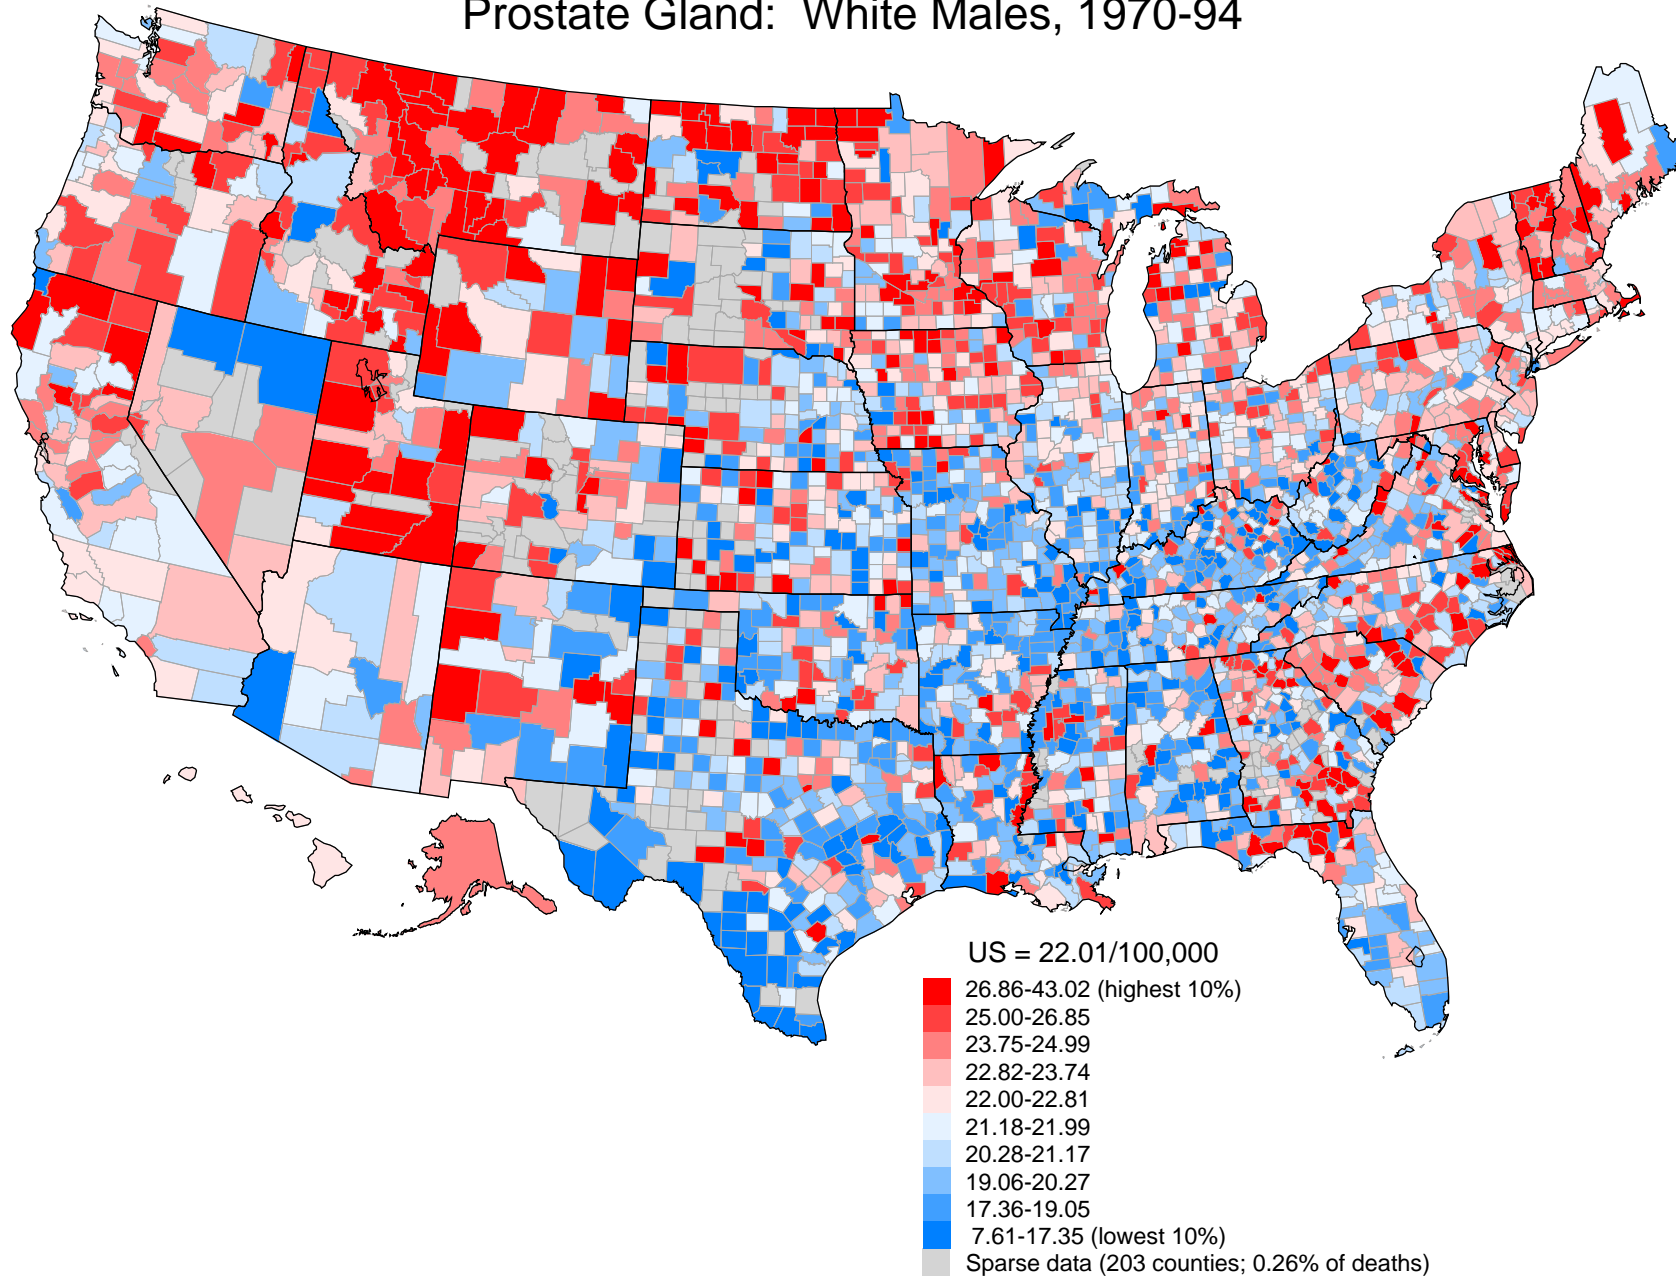 Prostate Gland: White Males, 1970-94
US = 22.01/100,000
26.86-43.02 (highest 10%)
25.00-26.85
23.75-24.99
22.82-23.74
22.00-22.81
21.18-21.99
20.28-21.17
19.06-20.27
17.36-19.05
7.61-17.35 (lowest 10%)
Sparse data (203 counties; 0.26% of deaths)